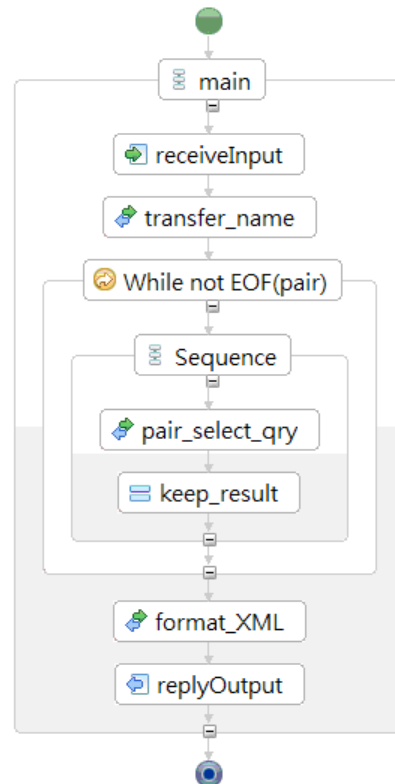 main
receiveInput
transfer_name
While not EOF(pair)
Sequence
pair_select_qry
keep_result
format_XML
replyOutput